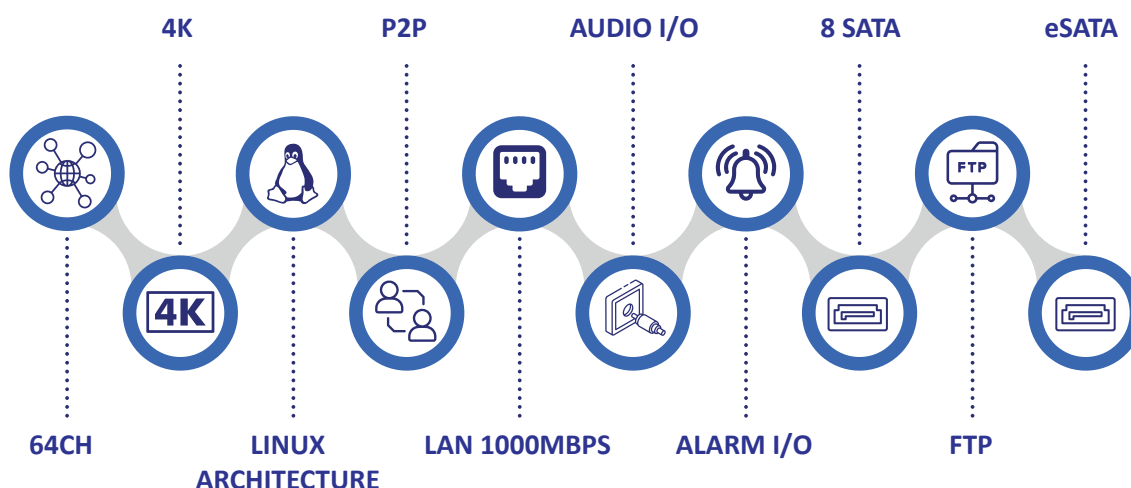 4K
P2P
AUDIO I/O
8 SATA
eSATA
FTP
4K
64CH
LINUX
ARCHITECTURE
LAN 1000MBPS
ALARM I/O
FTP